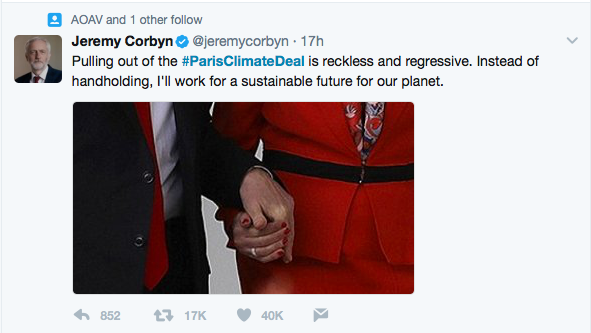 AOAV and 1 other follow
Jeremy Corbyn @jeremycorbyn · 17h
Pulling out of the #ParisClimateDeal is reckless and regressive. Instead of
handholding, I'll work for a sustainable future for our planet.
852 17K 40K